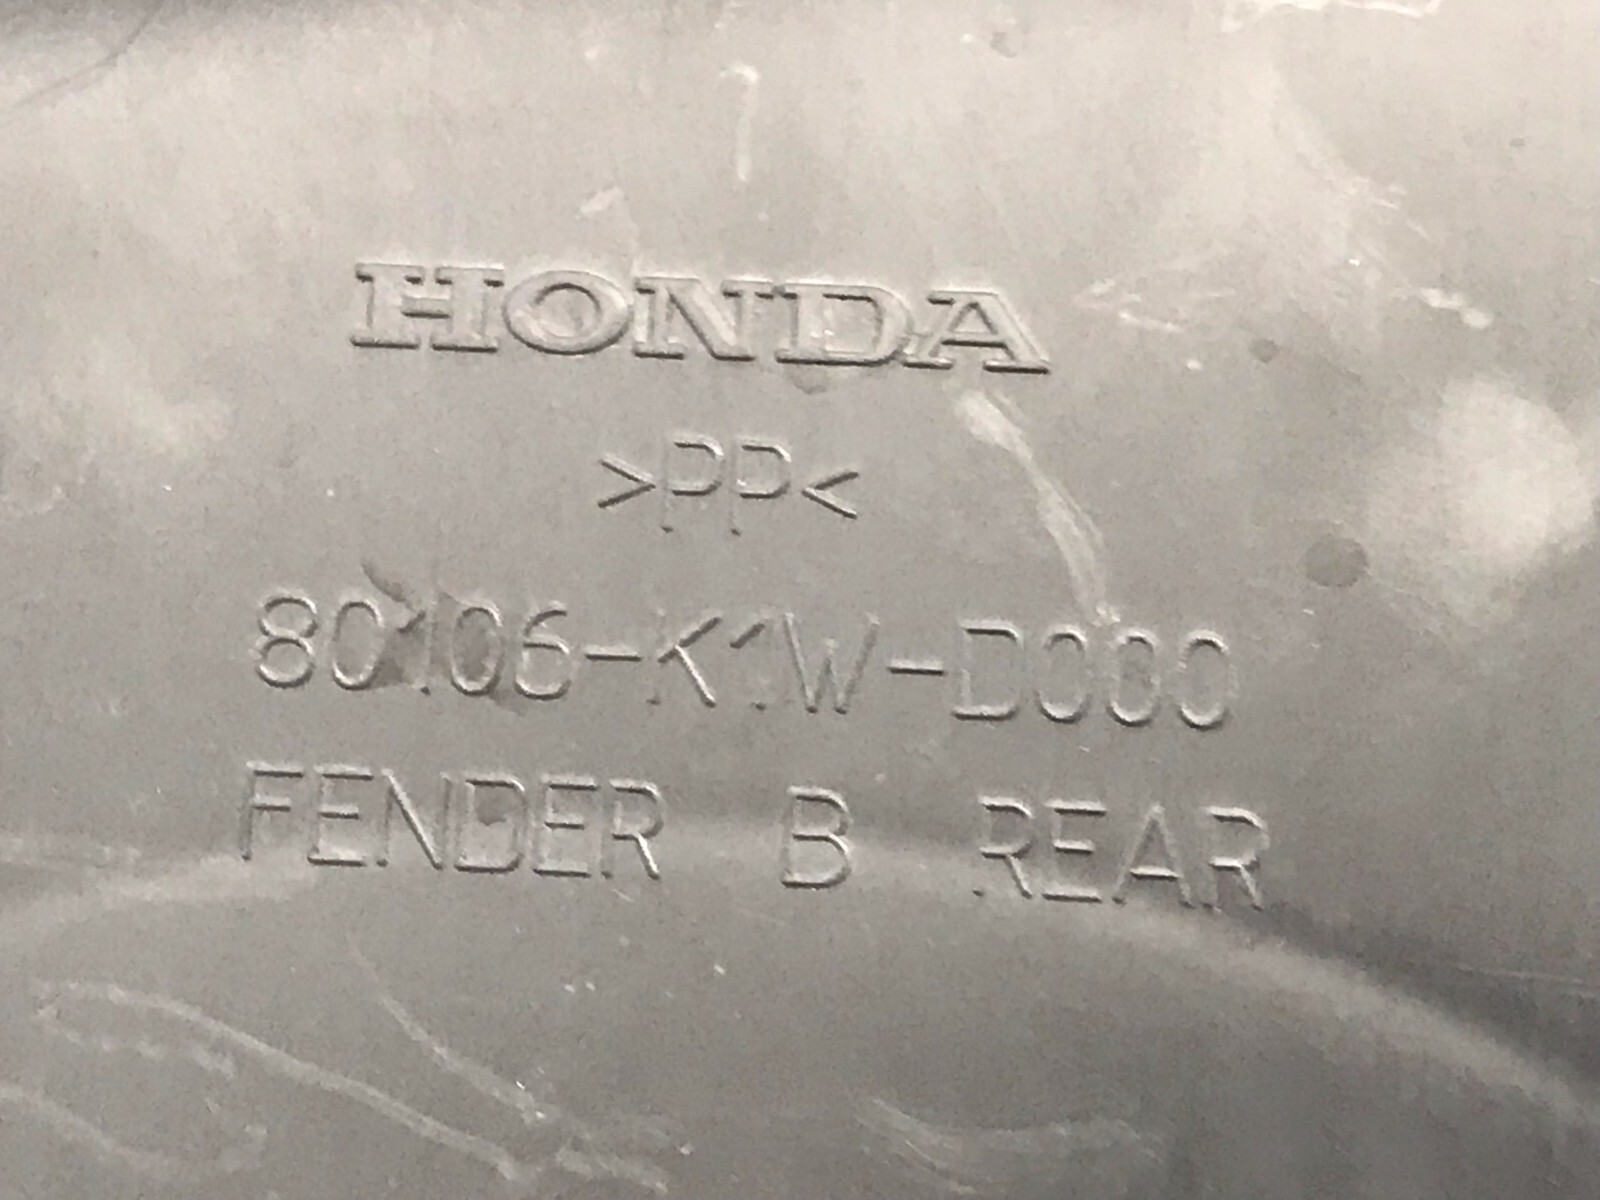 HONDA
>PP<
80106-K1W-D000
FENDER B REAR